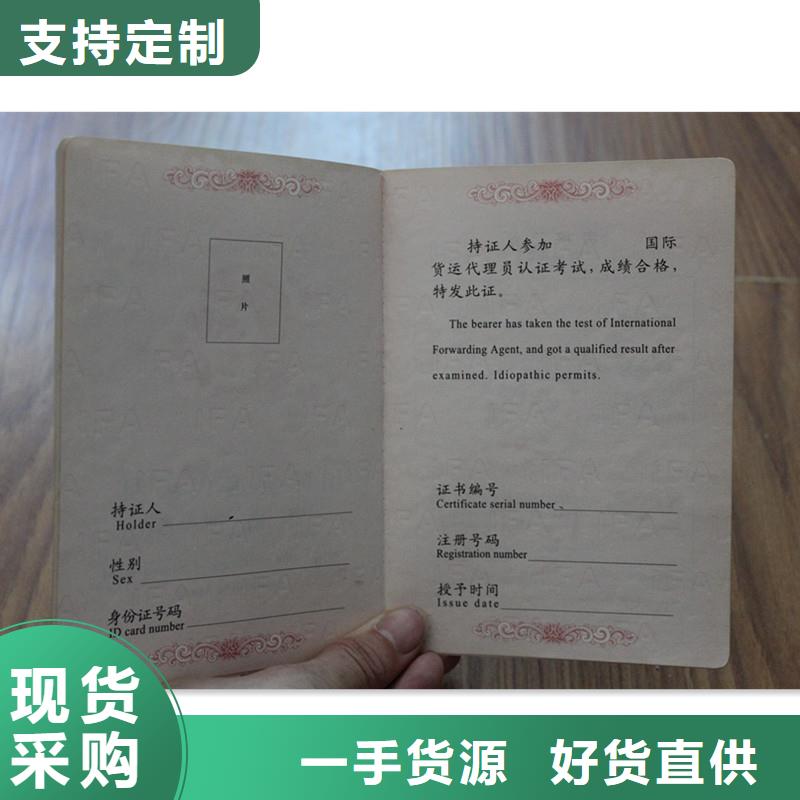 支持定制
照
片
持证人
Holder
性别
Sex
身份证号码
ID card number
持证人参加 国际
货运代理员认证考试，成绩合格，
特发此证。
The bearer has taken the test of International
Forwarding Agent, and got a qualified result after
examined. Idiopathic permits.
证书编号
Certificate serial number
注册号码
Registration number
授予时间
Issue date
现货
采购
一手货源 好货直供